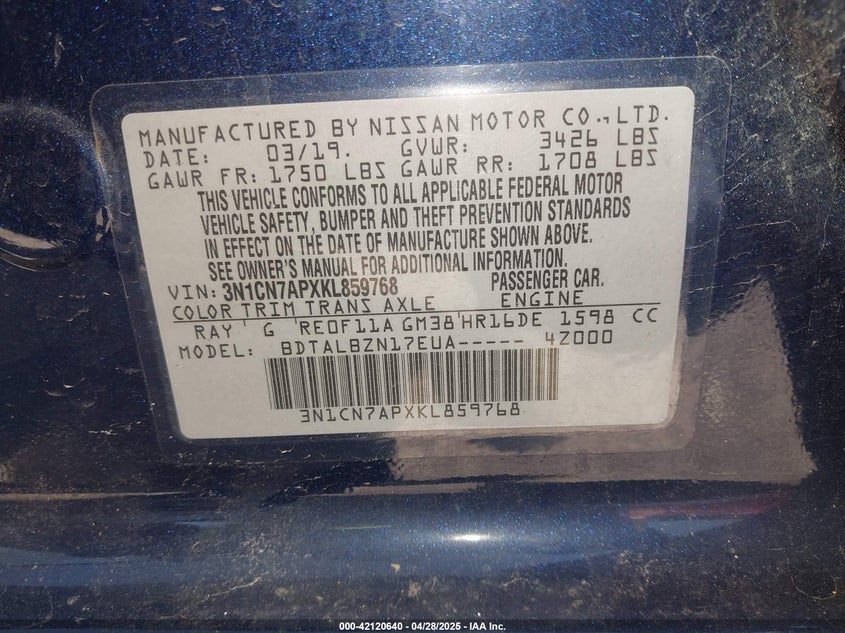 MANUFACTURED BY NISSAN MOTOR CO.,LTD.
DATE: 03/19. GVWR: 3426 LBS
GAWR FR: 1750 LBS GAWR RR: 1708 LBS
THIS VEHICLE CONFORMS TO ALL APPLICABLE FEDERAL MOTOR
VEHICLE SAFETY, BUMPER AND THEFT PREVENTION STANDARDS
IN EFFECT ON THE DATE OF MANUFACTURE SHOWN ABOVE.
SEE OWNER'S MANUAL FOR ADDITIONAL INFORMATION.
VIN: 3N1CN7APXKL859768 PASSENGER CAR.
COLOR TRIM TRANS AXLE ENGINE
RAY G RE0F11A GM38 HR16DE 1598 CC
MODEL: BDTALBZN17EUA----- 4Z000
3N1CN7APXKL859768
000-42120640 - 04/28/2025 - IAA Inc.